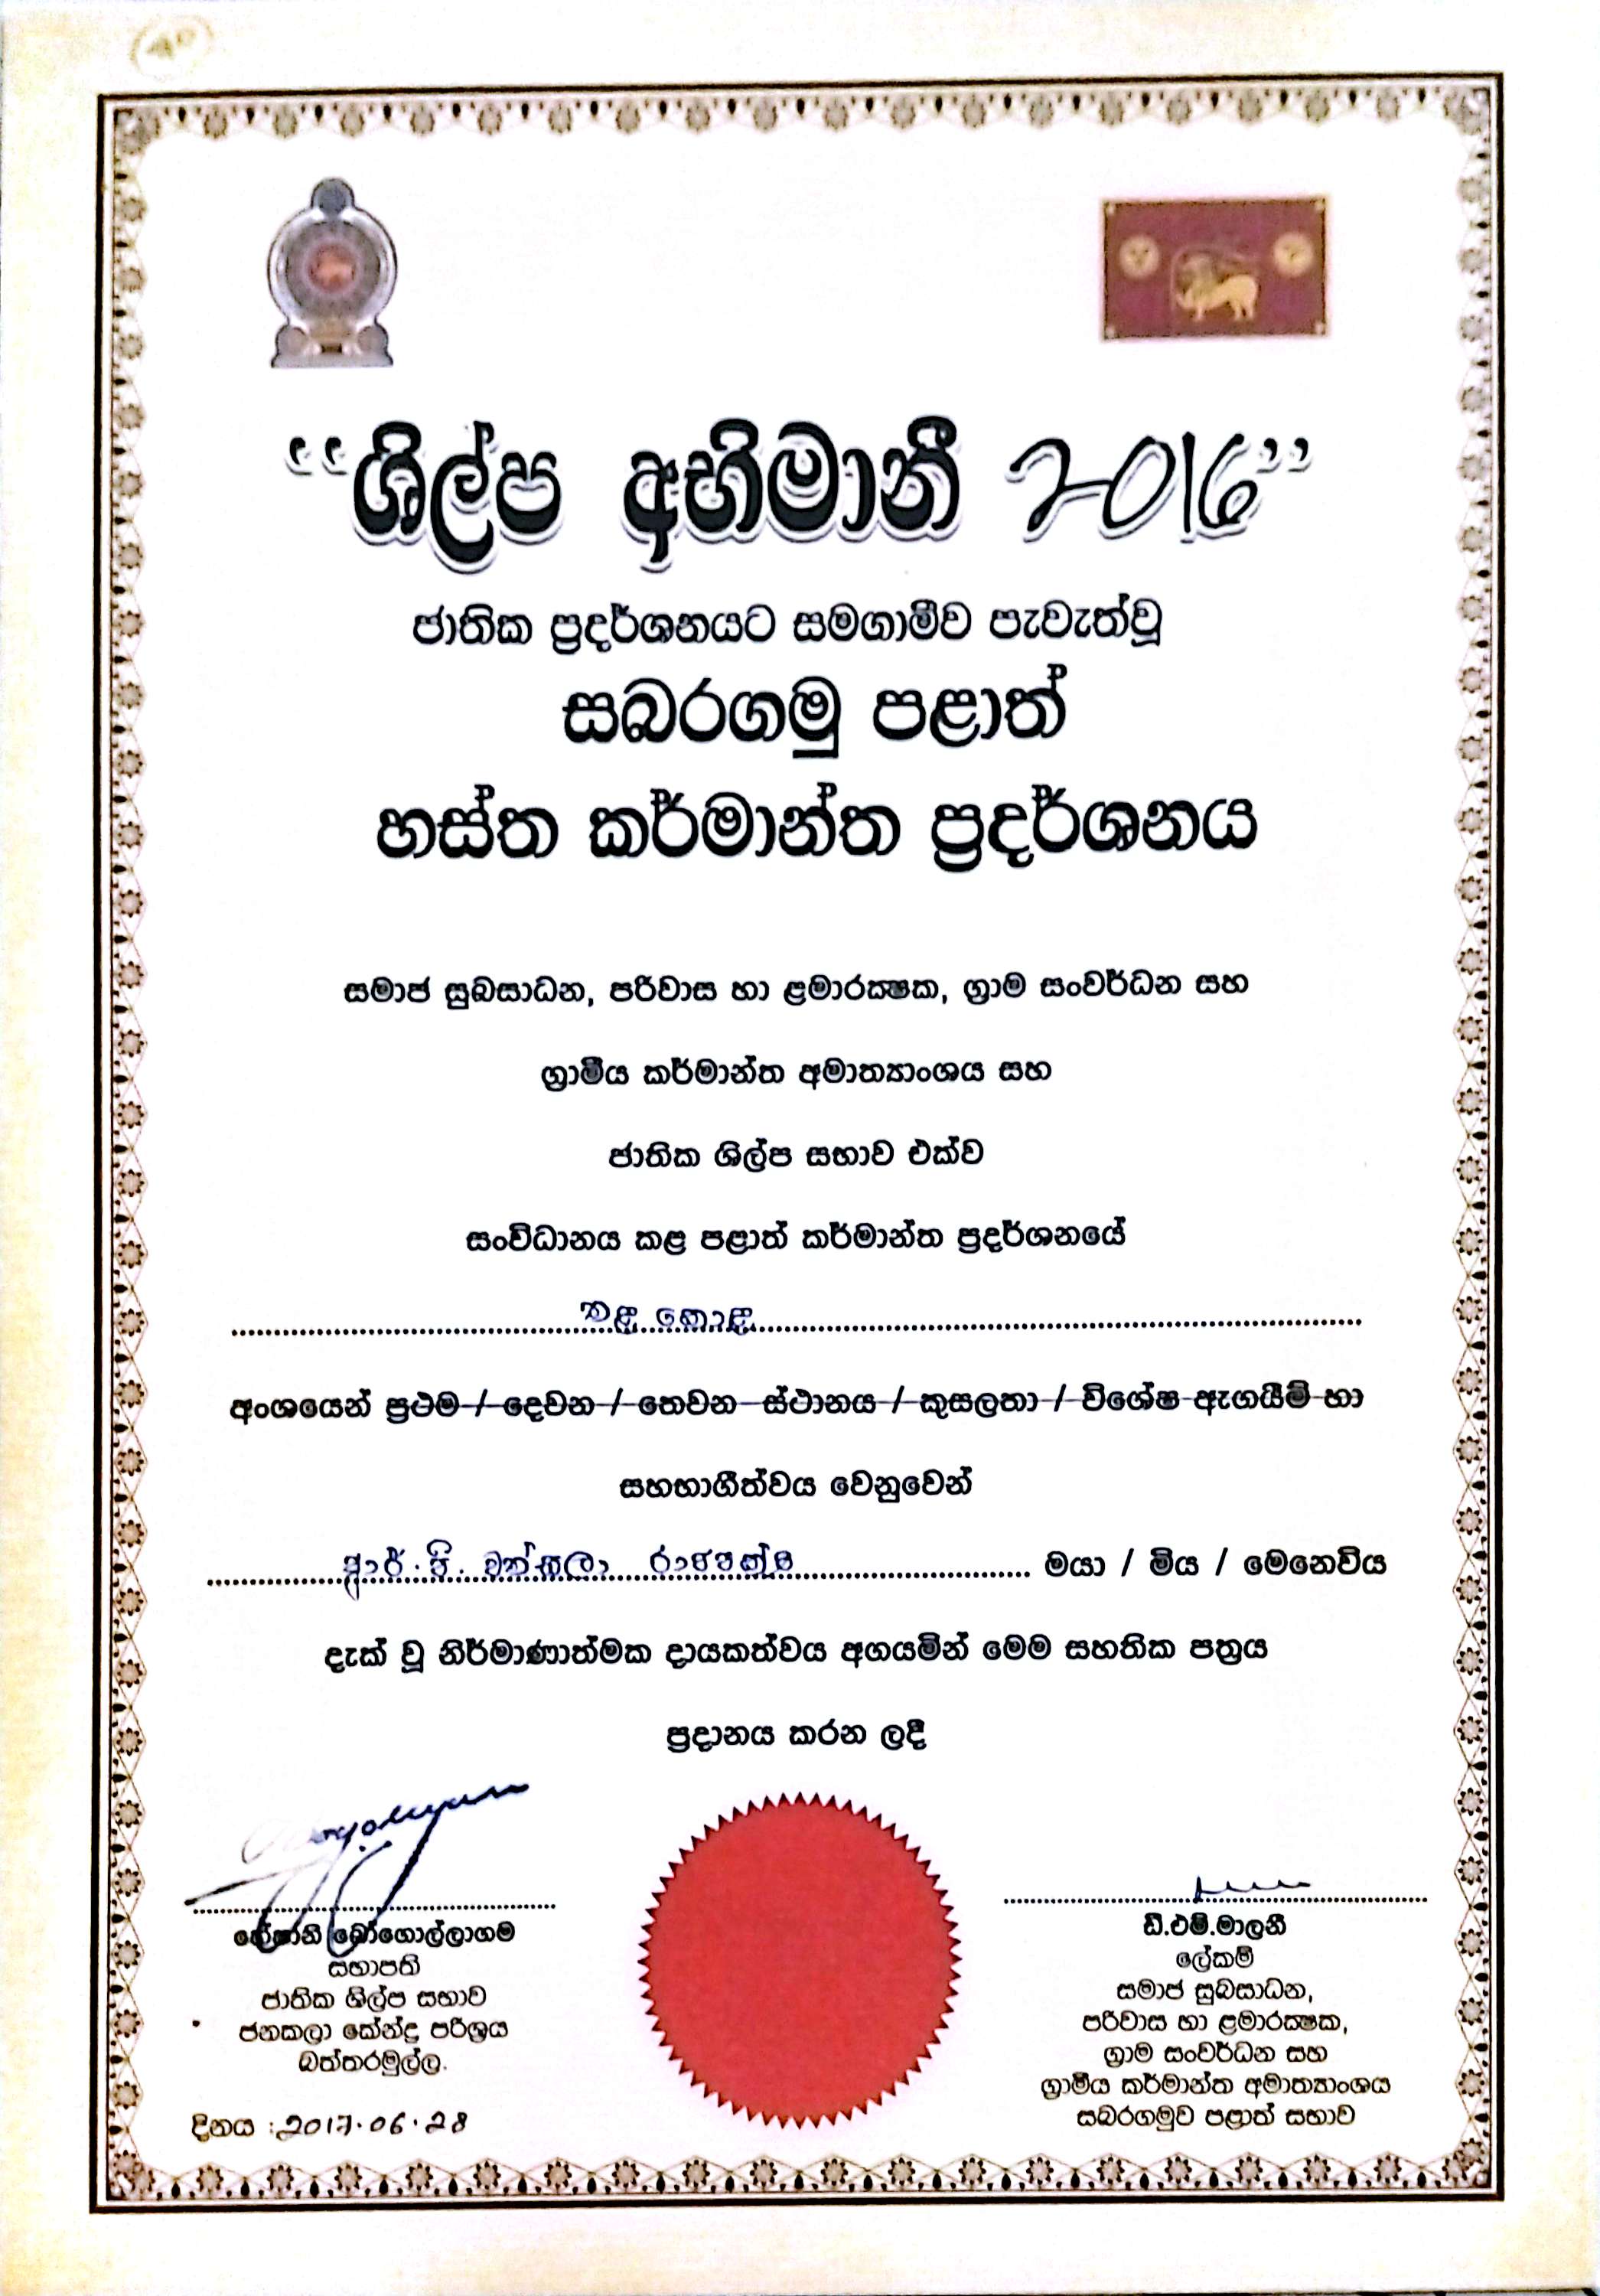 “ශිල්ප අභිමානී 2016”
ජාතික ප්‍රදර්ශනයට සමගාමීව පැවැත්වූ
සබරගමු පළාත්
හස්ත කර්මාන්ත ප්‍රදර්ශනය
සමාජ සුබසාධන, පරිවාස හා ළමාරක්ෂක, ග්‍රාම සංවර්ධන සහ
ග්‍රාමීය කර්මාන්ත අමාත්‍යාංශය සහ
ජාතික ශිල්ප සභාව එක්ව
සංවිධානය කළ පළාත් කර්මාන්ත ප්‍රදර්ශනයේ
තල කොළ
අංශයෙන් ප්‍රථම / දෙවන / තෙවන ස්ථානය / කුසලතා / විශේෂ ඇගයීම් හා
සහභාගීත්වය වෙනුවෙන්
ආර්.පී. රාජපක්ෂ මයා / මිය / මෙනෙවිය
දැක් වූ නිර්මාණාත්මක දායකත්වය අගයමින් මෙම සහතික පත්‍රය
ප්‍රදානය කරන ලදී
හේෂානි බෝගොල්ලාගම
සභාපති
ජාතික ශිල්ප සභාව
ජනකලා කේන්ද්‍ර පරිශ්‍රය
බත්තරමුල්ල.
දිනය : 2017.06.28
ඩී.එම්.මාලනී
ලේකම්
සමාජ සුබසාධන,
පරිවාස හා ළමාරක්ෂක,
ග්‍රාම සංවර්ධන සහ
ග්‍රාමීය කර්මාන්ත අමාත්‍යාංශය
සබරගමුව පළාත් සභාව